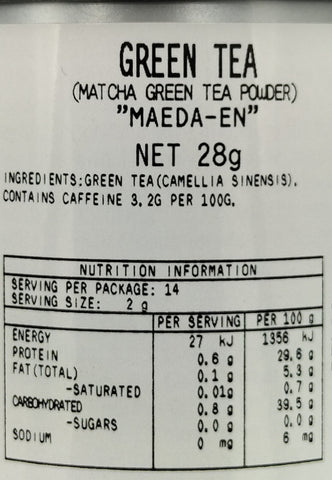 GREEN TEA
(MATCHA GREEN TEA POWDER)
"MAEDA-EN"
NET 28g
INGREDIENTS:GREEN TEA(CAMELLIA SINENSIS).
CONTAINS CAFFEINE 3.2G PER 100G.
NUTRITION INFORMATION
SERVING PER PACKAGE: 14
SERVING SIZE: 2 g
PER SERVING PER 100 g
ENERGY 27 kJ 1356 kJ
PROTEIN 0.6 g 29.6 g
FAT(TOTAL) 0.1 g 5.3 g
-SATURATED 0.01g 0.7 g
CARBOHYDRATED 0.8 g 39.5 g
-SUGARS 0.0 g 0.0 g
SODIUM 0 mg 6 mg